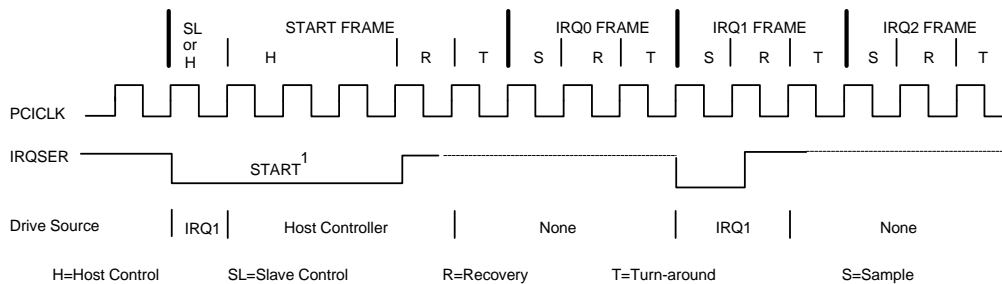 SL
or
H
START FRAME
IRQ0 FRAME
IRQ1 FRAME
IRQ2 FRAME
H R T S R T S R T S R T
PCICLK
IRQSER
START1
Drive Source IRQ1 Host Controller None IRQ1 None
H=Host Control SL=Slave Control R=Recovery T=Turn-around S=Sample